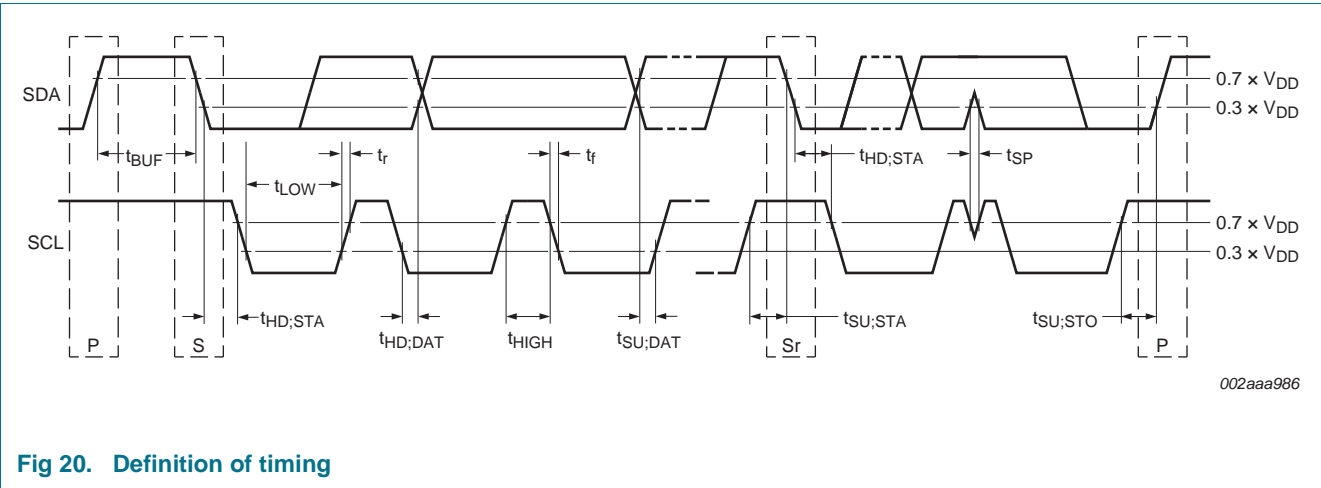 SDA
0.7 × VDD
0.3 × VDD
tBUF
tr
tf
tHD;STA
tSP
tLOW
SCL
0.7 × VDD
0.3 × VDD
tHD;STA
tHD;DAT
tHIGH
tSU;DAT
tSU;STA
tSU;STO
P
S
Sr
P
002aaa986
Fig 20. Definition of timing